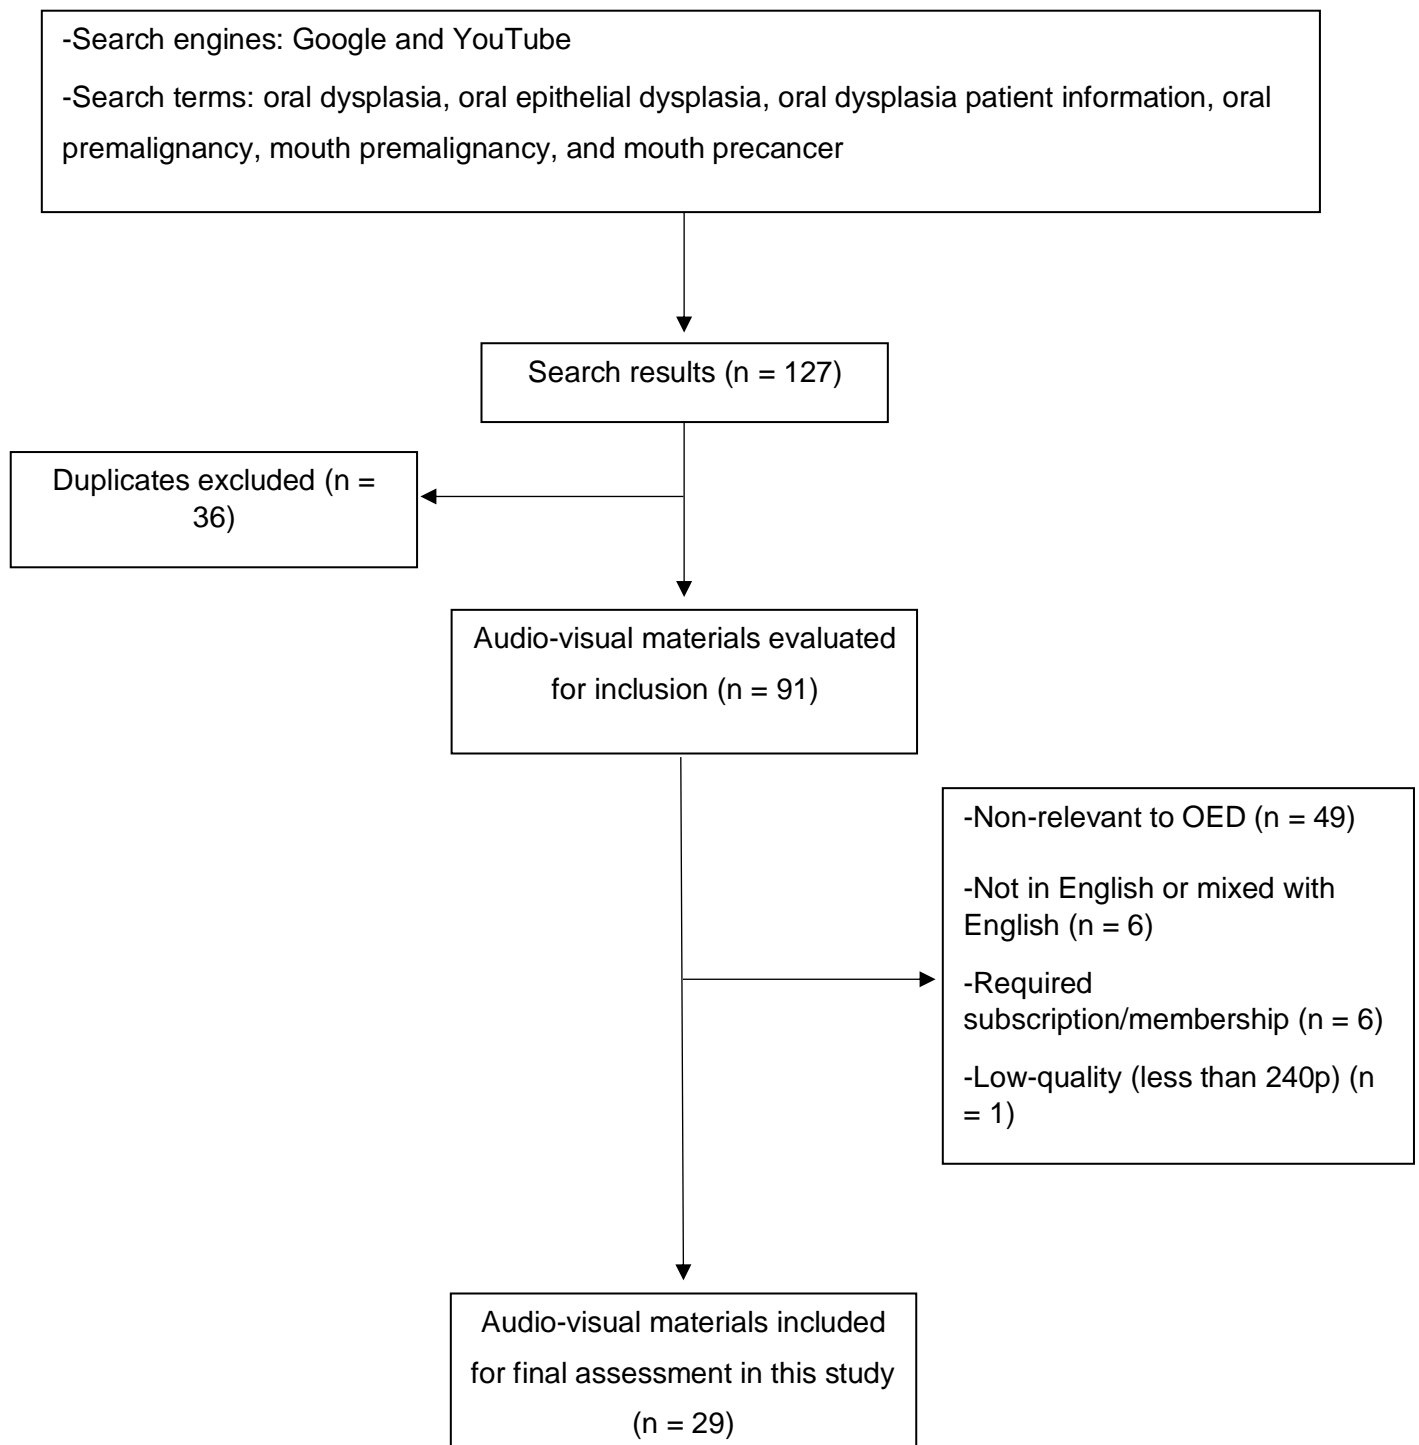 -Search engines: Google and YouTube
-Search terms: oral dysplasia, oral epithelial dysplasia, oral dysplasia patient information, oral
premalignancy, mouth premalignancy, and mouth precancer
Search results (n = 127)
Duplicates excluded (n =
36)
Audio-visual materials evaluated
for inclusion (n = 91)
-Non-relevant to OED (n = 49)
-Not in English or mixed with
English (n = 6)
-Required
subscription/membership (n = 6)
-Low-quality (less than 240p) (n
= 1)
Audio-visual materials included
for final assessment in this study
(n = 29)